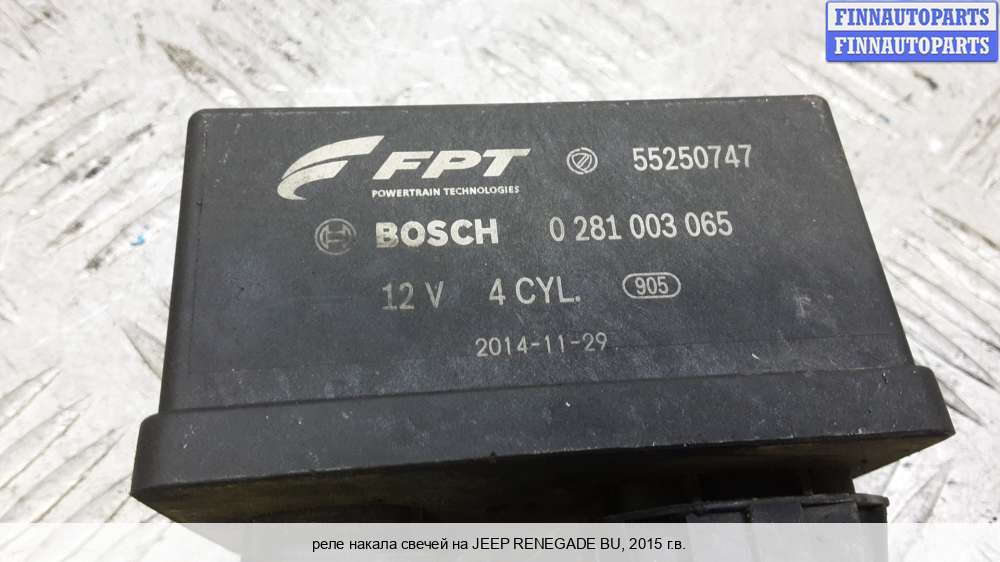 FINNAUTOPARTS
FINNAUTOPARTS
FPT 55250747
POWERTRAIN TECHNOLOGIES
BOSCH 0 281 003 065
12 V 4 CYL. 905
2014-11-29
реле накала свечей на JEEP RENEGADE BU, 2015 г.в.